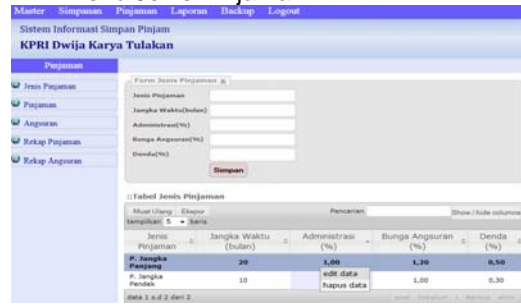 Master Simpanan Pinjaman Laporan Backup Logout
Sistem Informasi Simpan Pinjam
KPRI Dwija Karya Tulakan
Pinjaman
Jenis Pinjaman
Pinjaman
Angsuran
Rekap Pinjaman
Rekap Angsuran
Form Jenis Pinjaman
Jenis Pinjaman
Jangka Waktu(bulan)
Administrasi(%)
Bunga Angsuran(%)
Denda(%)
Simpan
::Tabel Jenis Pinjaman
Muat Ulang Ekspor Pencarian Show / hide columns
tampilkan 5 baris
Jenis Pinjaman Jangka Waktu (bulan) Administrasi (%) Bunga Angsuran (%) Denda (%)
P. Jangka Panjang 20 1,00 1,20 0,50
P. Jangka Pendek 10 1,00 0,30
edit data
hapus data
data 1 s.d 2 dari 2